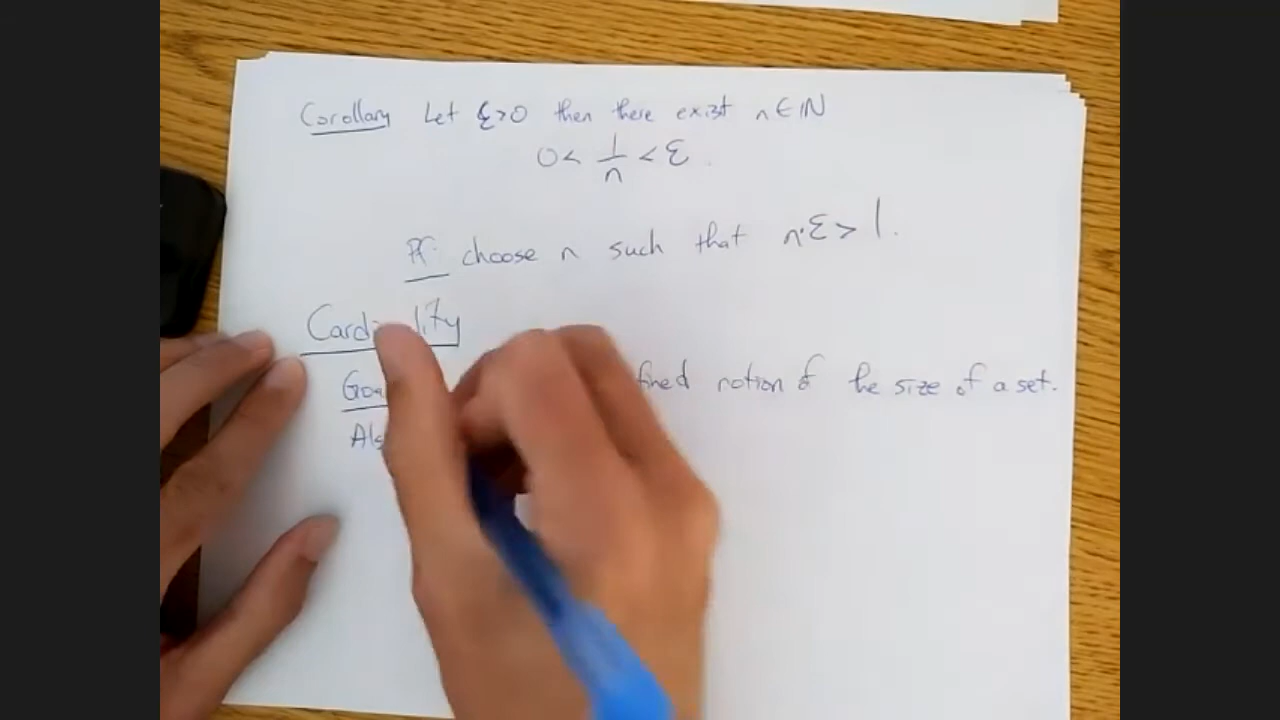 Corollary Let ε>0 then there exist n∈ℕ
0 < 1/n < ε.
Pf: choose n such that n·ε > 1.
Cardinality
notion of the size of a set.